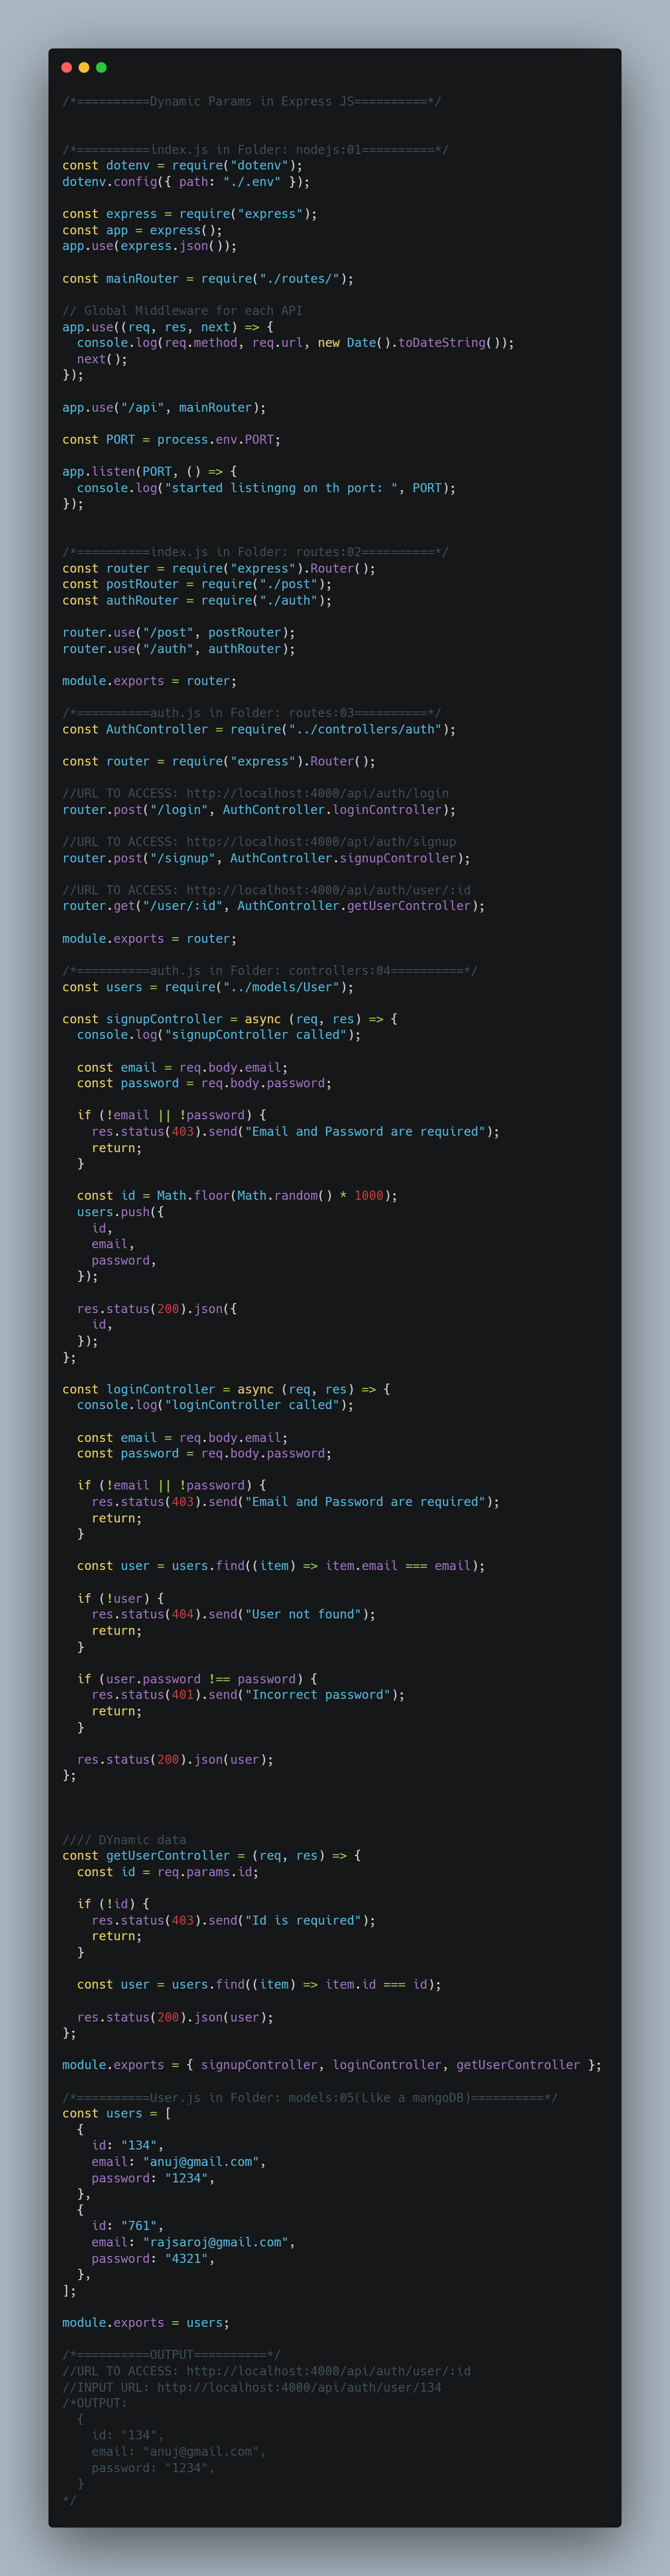 /*==========Dynamic Params in Express JS==========*/
/*==========index.js in Folder: nodejs:01==========*/
const dotenv = require("dotenv");
dotenv.config({ path: "./.env" });
const express = require("express");
const app = express();
app.use(express.json());
const mainRouter = require("./routes/");
// Global Middleware for each API
app.use((req, res, next) => {
  console.log(req.method, req.url, new Date().toDateString());
  next();
});
app.use("/api", mainRouter);
const PORT = process.env.PORT;
app.listen(PORT, () => {
  console.log("started listingng on th port: ", PORT);
});
/*==========index.js in Folder: routes:02==========*/
const router = require("express").Router();
const postRouter = require("./post");
const authRouter = require("./auth");
router.use("/post", postRouter);
router.use("/auth", authRouter);
module.exports = router;
/*==========auth.js in Folder: routes:03==========*/
const AuthController = require("../controllers/auth");
const router = require("express").Router();
//URL TO ACCESS: http://localhost:4000/api/auth/login
router.post("/login", AuthController.loginController);
//URL TO ACCESS: http://localhost:4000/api/auth/signup
router.post("/signup", AuthController.signupController);
//URL TO ACCESS: http://localhost:4000/api/auth/user/:id
router.get("/user/:id", AuthController.getUserController);
module.exports = router;
/*==========auth.js in Folder: controllers:04==========*/
const users = require("../models/User");
const signupController = async (req, res) => {
  console.log("signupController called");
  const email = req.body.email;
  const password = req.body.password;
  if (!email || !password) {
    res.status(403).send("Email and Password are required");
    return;
  }
  const id = Math.floor(Math.random() * 1000);
  users.push({
    id,
    email,
    password,
  });
  res.status(200).json({
    id,
  });
};
const loginController = async (req, res) => {
  console.log("loginController called");
  const email = req.body.email;
  const password = req.body.password;
  if (!email || !password) {
    res.status(403).send("Email and Password are required");
    return;
  }
  const user = users.find((item) => item.email === email);
  if (!user) {
    res.status(404).send("User not found");
    return;
  }
  if (user.password !== password) {
    res.status(401).send("Incorrect password");
    return;
  }
  res.status(200).json(user);
};
//// DYnamic data
const getUserController = (req, res) => {
  const id = req.params.id;
  if (!id) {
    res.status(403).send("Id is required");
    return;
  }
  const user = users.find((item) => item.id === id);
  res.status(200).json(user);
};
module.exports = { signupController, loginController, getUserController };
/*==========User.js in Folder: models:05(Like a mangoDB)==========*/
const users = [
  {
    id: "134",
    email: "anuj@gmail.com",
    password: "1234",
  },
  {
    id: "761",
    email: "rajsaroj@gmail.com",
    password: "4321",
  },
];
module.exports = users;
/*==========OUTPUT==========*/
//URL TO ACCESS: http://localhost:4000/api/auth/user/:id
//INPUT URL: http://localhost:4000/api/auth/user/134
/*OUTPUT:
  {
    id: "134",
    email: "anuj@gmail.com",
    password: "1234",
  }
*/